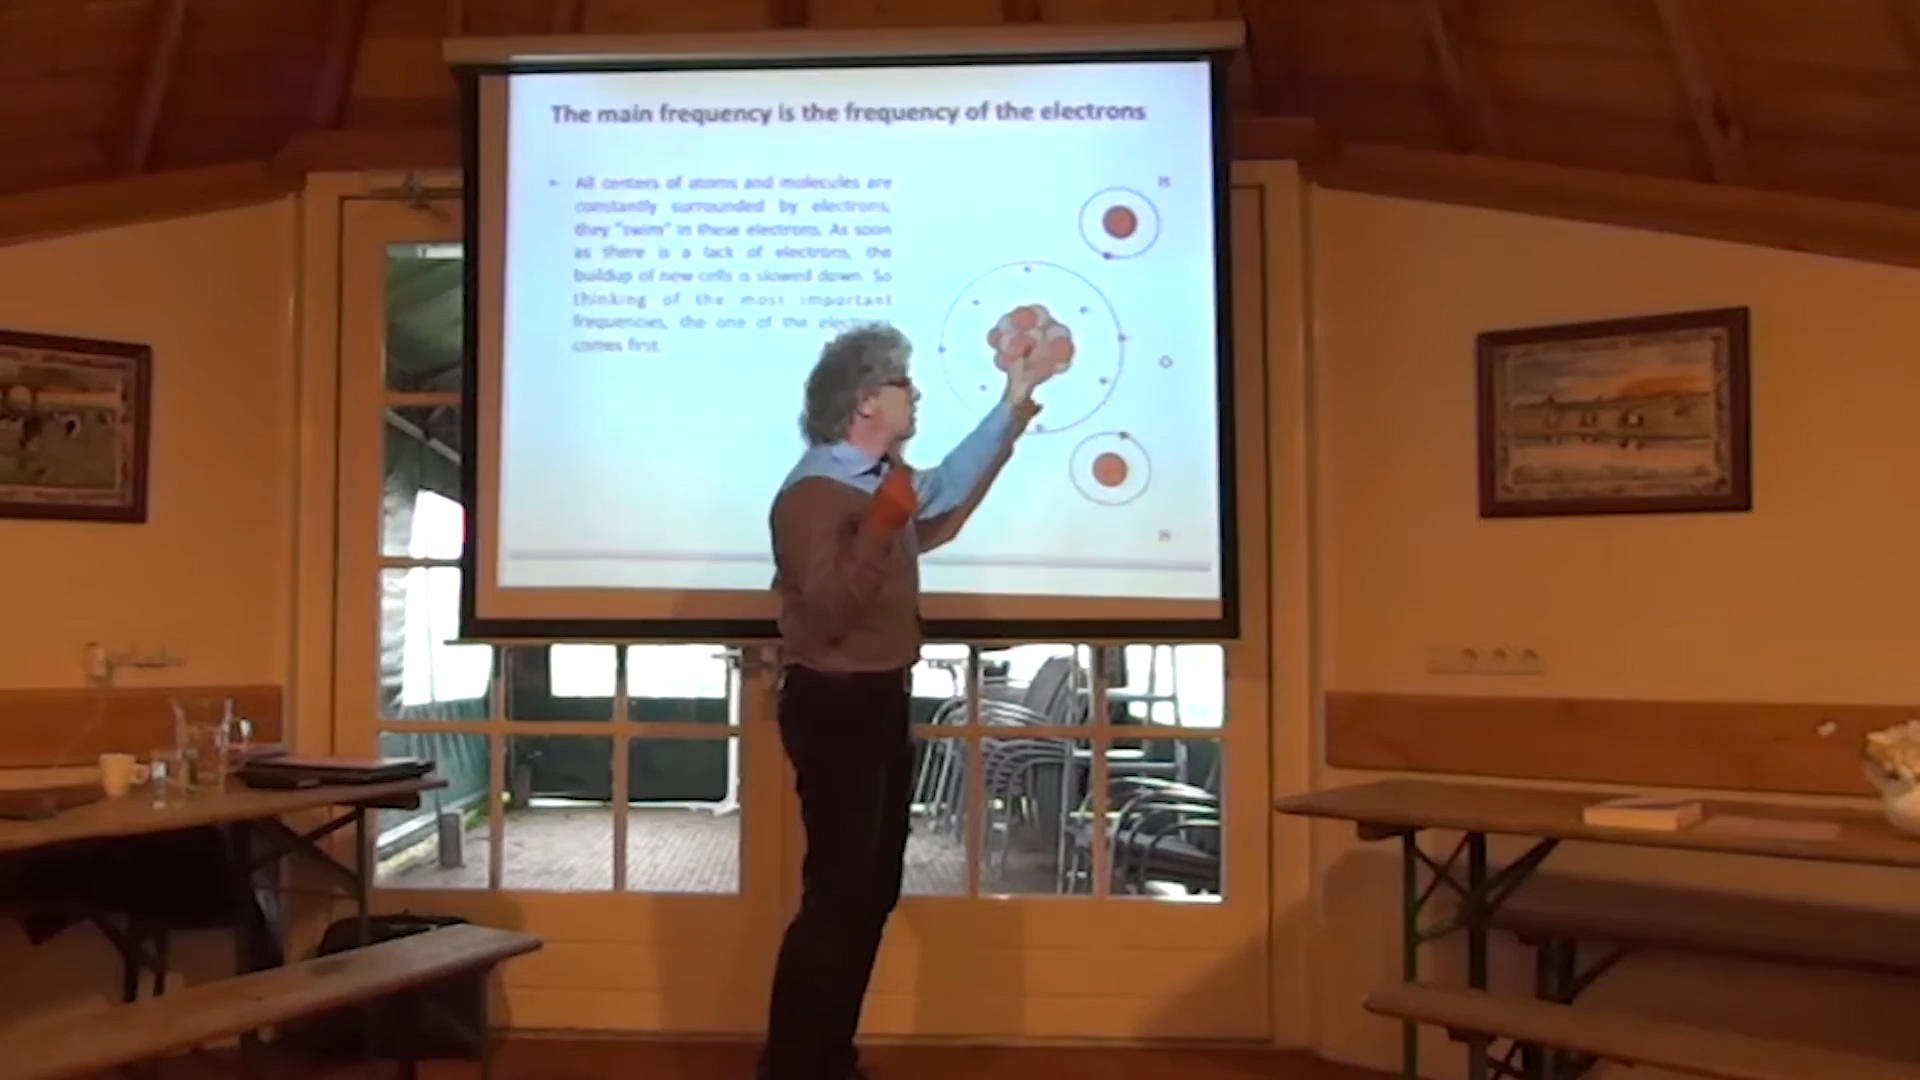 The main frequency is the frequency of the electrons
All centers of atoms and molecules are
constantly surrounded by electrons,
they "swim" in these electrons. As soon
as there is a lack of electrons, the
buildup of new cells is slowed down. So
thinking of the most important
frequencies, the one of the electrons
comes first.
H
O
H